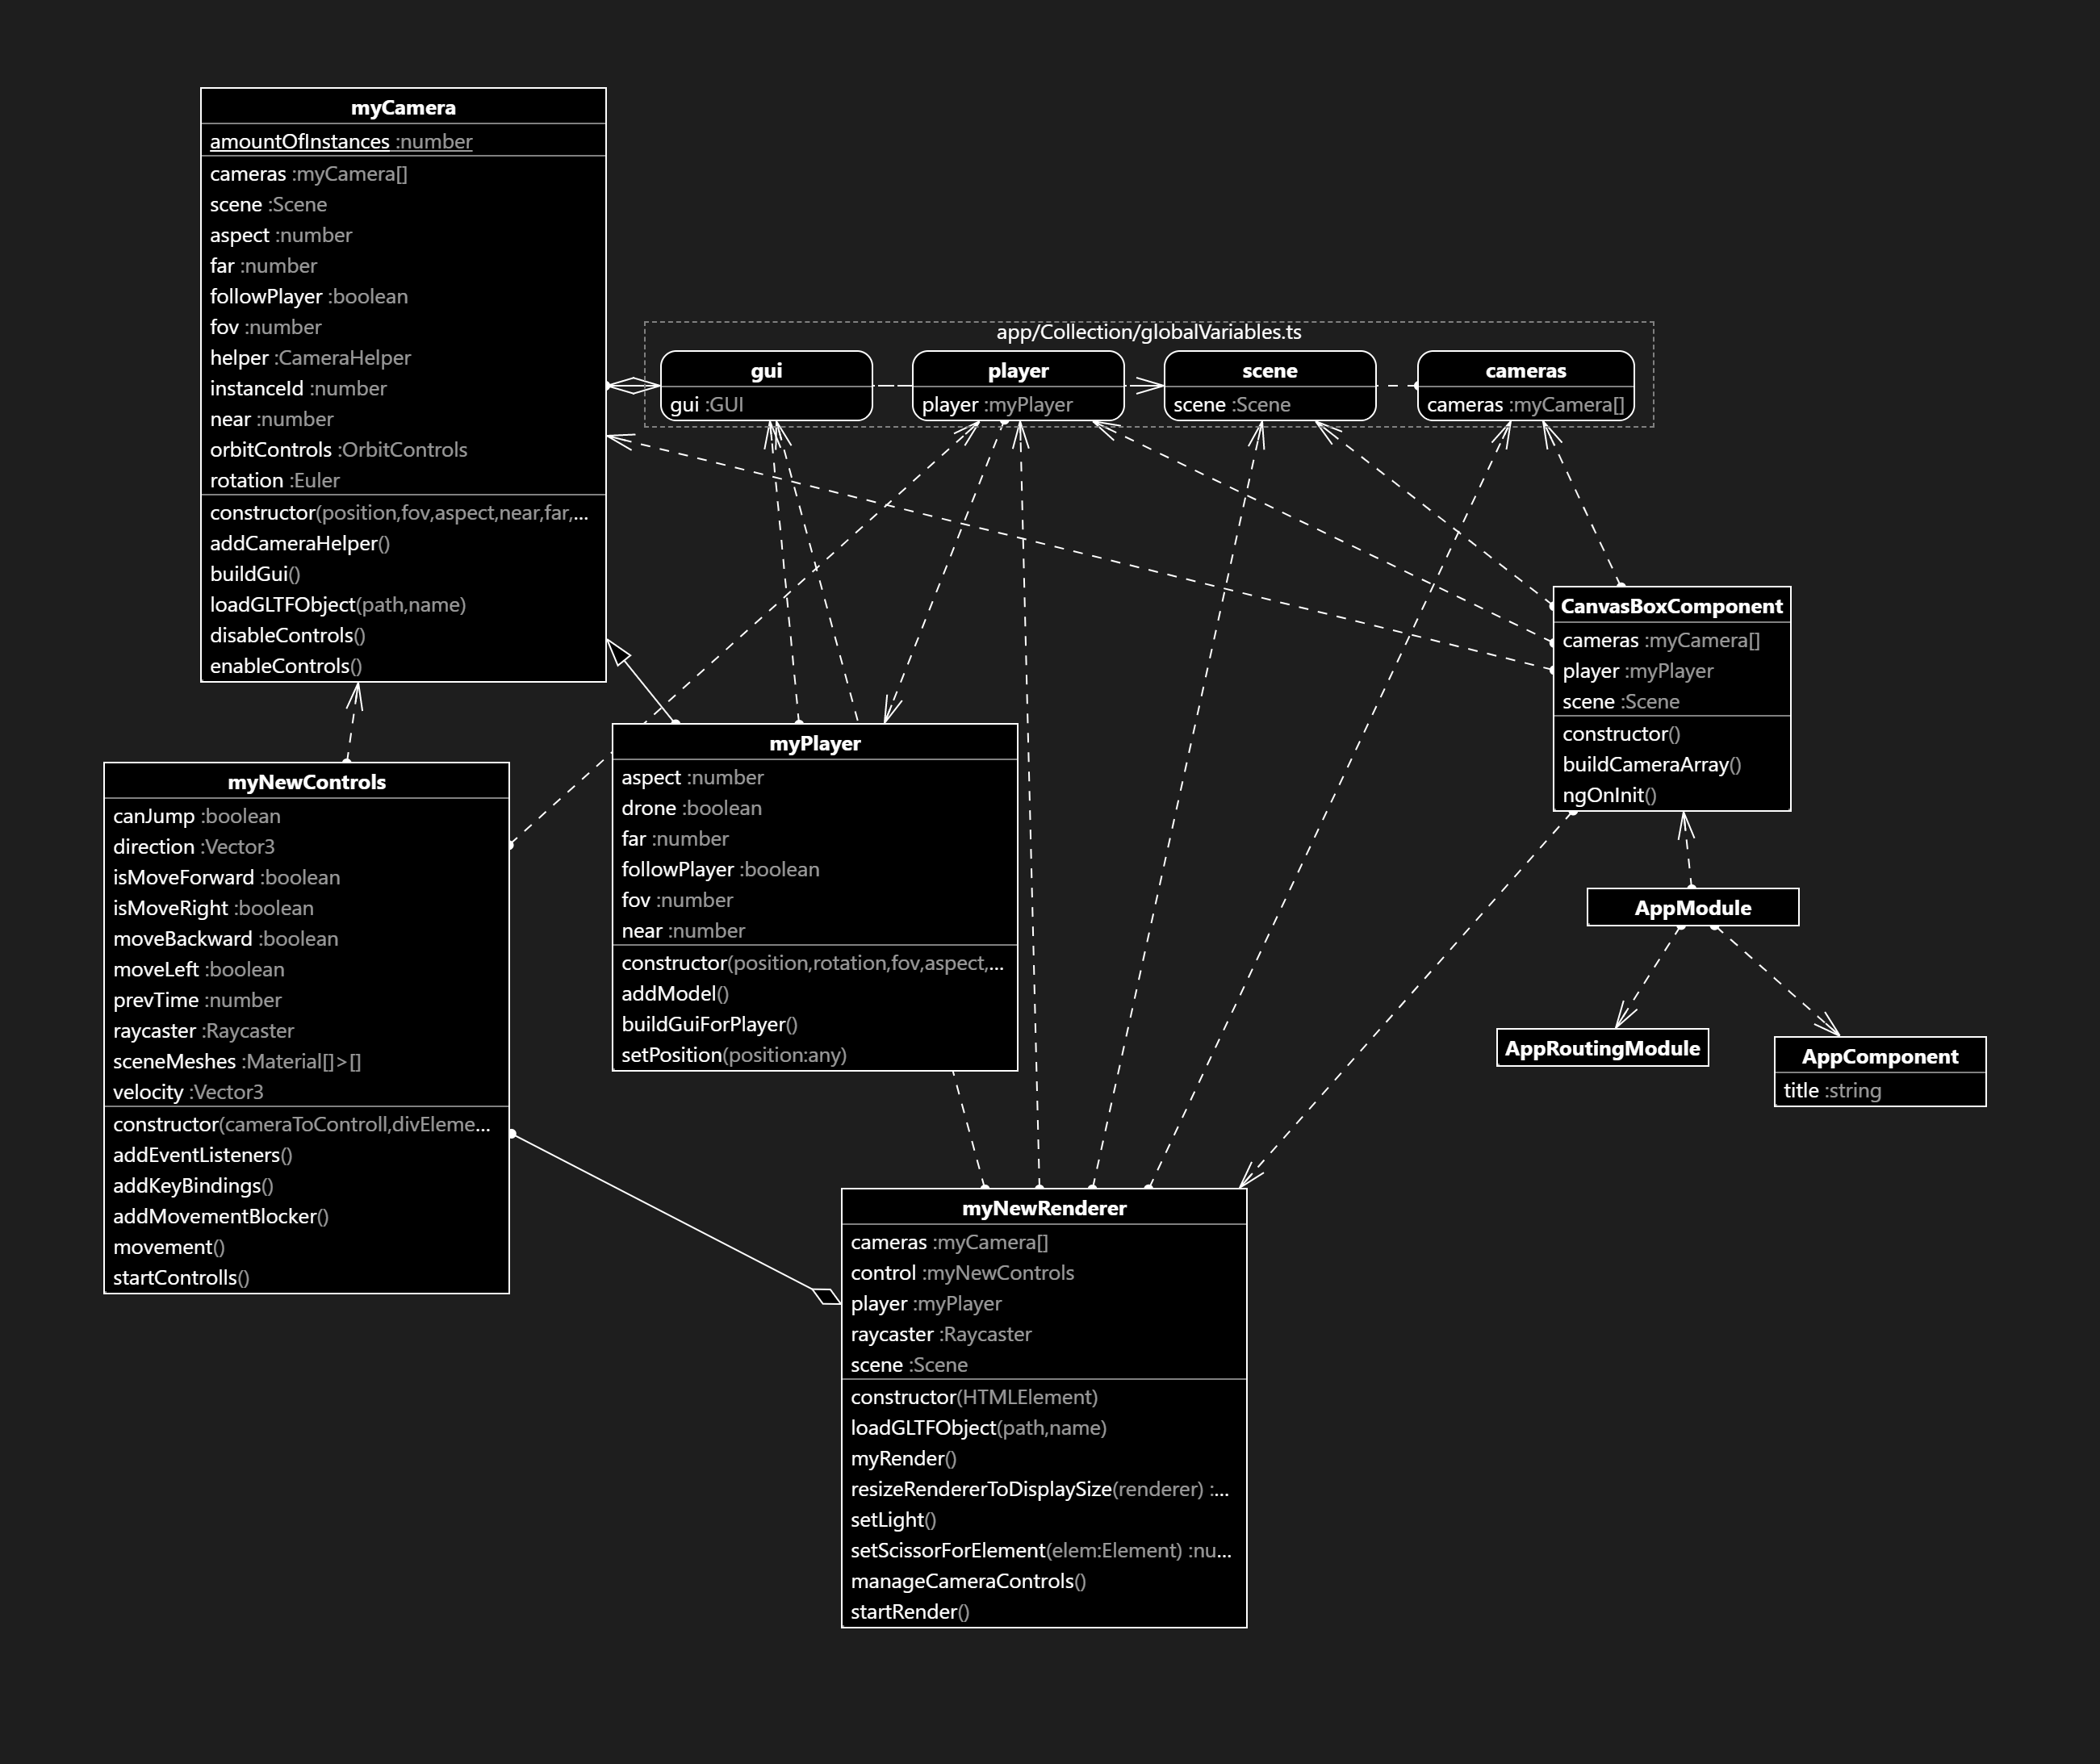 myCamera
amountOfInstances :number
cameras :myCamera[]
scene :Scene
aspect :number
far :number
followPlayer :boolean
fov :number
helper :CameraHelper
instanceId :number
near :number
orbitControls :OrbitControls
rotation :Euler
constructor(position,fov,aspect,near,far,...
addCameraHelper()
buildGui()
loadGLTFObject(path,name)
disableControls()
enableControls()
app/Collection/globalVariables.ts
gui
gui :GUI
player
player :myPlayer
scene
scene :Scene
cameras
cameras :myCamera[]
CanvasBoxComponent
cameras :myCamera[]
player :myPlayer
scene :Scene
constructor()
buildCameraArray()
ngOnInit()
myPlayer
aspect :number
drone :boolean
far :number
followPlayer :boolean
fov :number
near :number
constructor(position,rotation,fov,aspect,...
addModel()
buildGuiForPlayer()
setPosition(position:any)
myNewControls
canJump :boolean
direction :Vector3
isMoveForward :boolean
isMoveRight :boolean
moveBackward :boolean
moveLeft :boolean
prevTime :number
raycaster :Raycaster
sceneMeshes :Material[]>[]
velocity :Vector3
constructor(cameraToControll,divEleme...
addEventListeners()
addKeyBindings()
addMovementBlocker()
movement()
startControlls()
AppModule
AppRoutingModule
AppComponent
title :string
myNewRenderer
cameras :myCamera[]
control :myNewControls
player :myPlayer
raycaster :Raycaster
scene :Scene
constructor(HTMLElement)
loadGLTFObject(path,name)
myRender()
resizeRendererToDisplaySize(renderer) :...
setLight()
setScissorForElement(elem:Element) :nu...
manageCameraControls()
startRender()